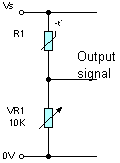 Vs
-t°
R1
Output
signal
VR1
10K
0V